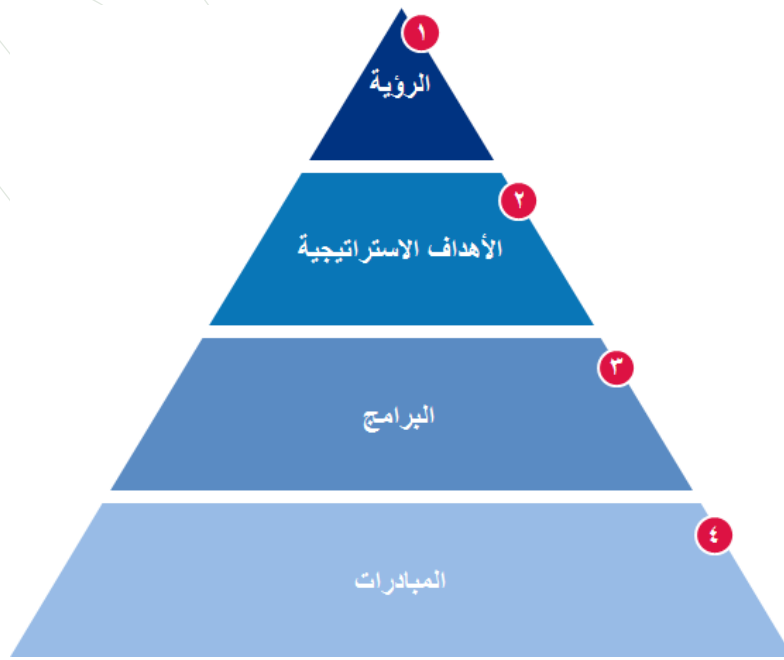 ١
الرؤية
٢
الأهداف الاستراتيجية
٣
البرامج
٤
المبادرات